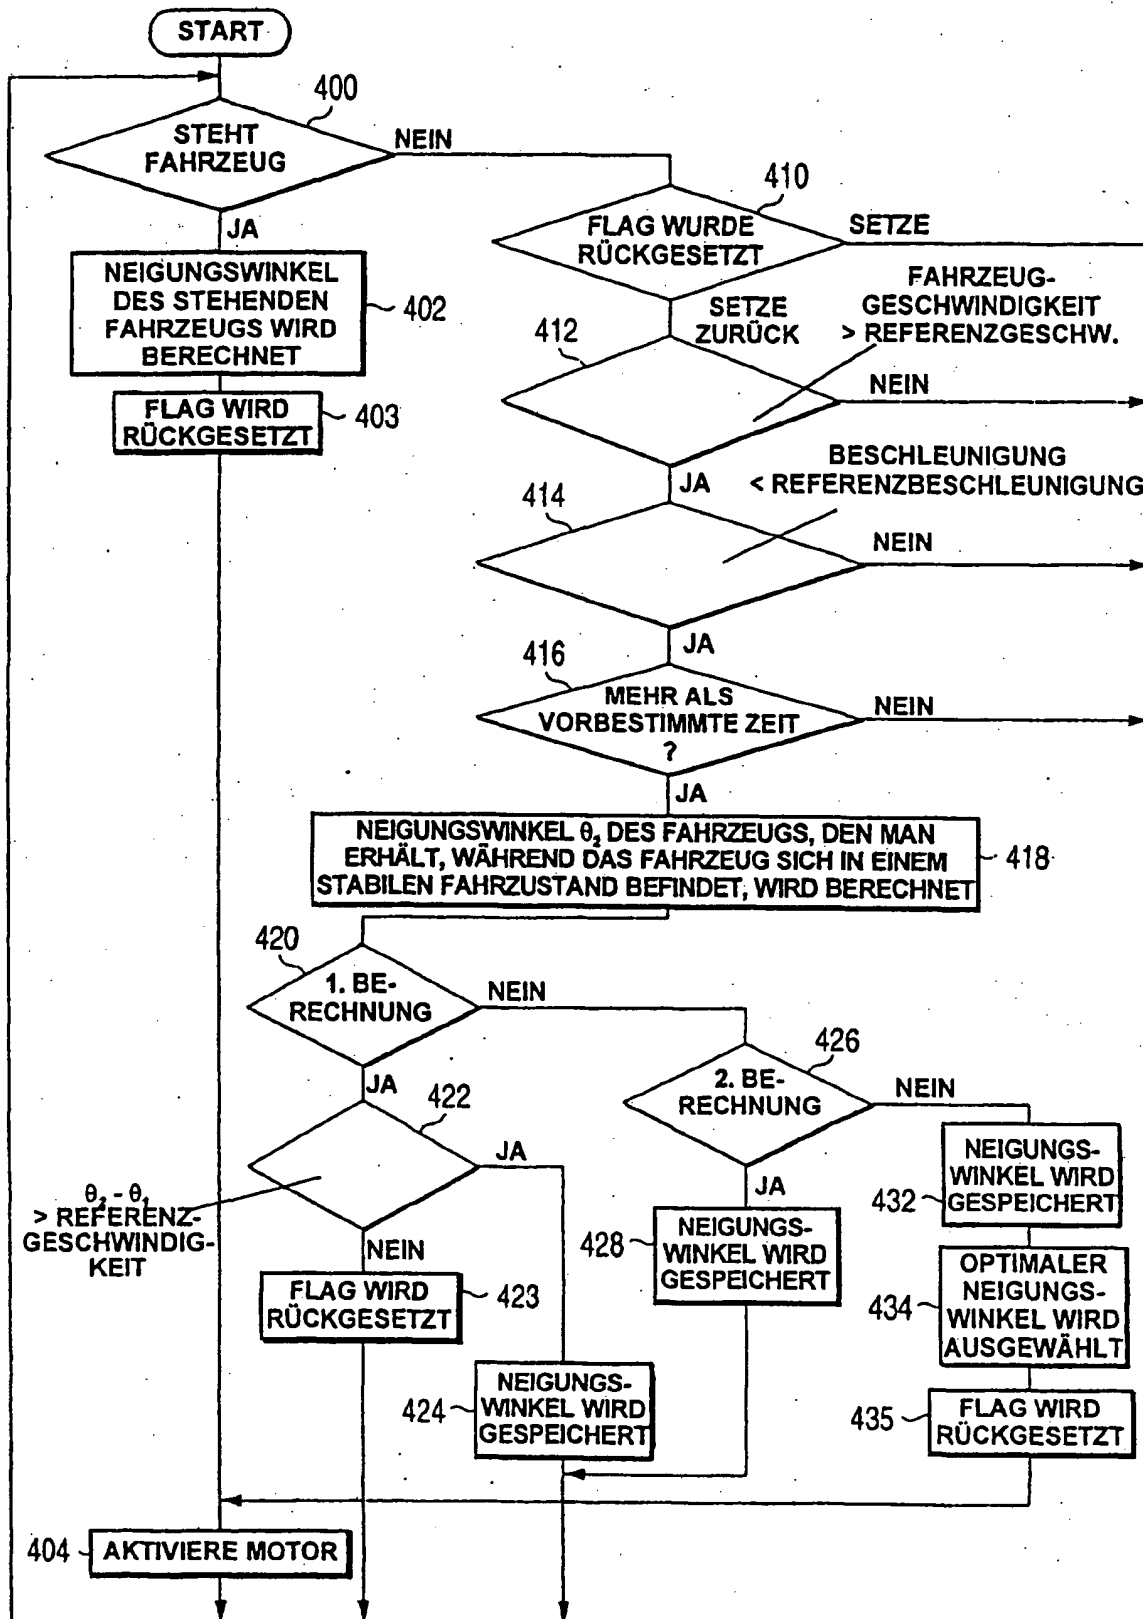 START
400
STEHT
FAHRZEUG
NEIN
JA
NEIGUNGSWINKEL
DES STEHENDEN
FAHRZEUGS WIRD
BERECHNET
402
FLAG WIRD
RÜCKGESETZT
403
410
FLAG WURDE
RÜCKGESETZT
SETZE
SETZE
ZURÜCK
412
FAHRZEUG-
GESCHWINDIGKEIT
> REFERENZGESCHW.
NEIN
JA
414
BESCHLEUNIGUNG
< REFERENZBESCHLEUNIGUNG
NEIN
JA
416
MEHR ALS
VORBESTIMMTE ZEIT
?
NEIN
JA
NEIGUNGSWINKEL θ₂ DES FAHRZEUGS, DEN MAN
ERHÄLT, WÄHREND DAS FAHRZEUG SICH IN EINEM
STABILEN FAHRZUSTAND BEFINDET, WIRD BERECHNET
418
420
1. BE-
RECHNUNG
NEIN
JA
422
JA
θ₂ - θ₁
> REFERENZ-
GESCHWINDIG-
KEIT
NEIN
FLAG WIRD
RÜCKGESETZT
423
424
NEIGUNGS-
WINKEL WIRD
GESPEICHERT
426
2. BE-
RECHNUNG
NEIN
JA
428
NEIGUNGS-
WINKEL WIRD
GESPEICHERT
432
NEIGUNGS-
WINKEL WIRD
GESPEICHERT
434
OPTIMALER
NEIGUNGS-
WINKEL WIRD
AUSGEWÄHLT
435
FLAG WIRD
RÜCKGESETZT
404
AKTIVIERE MOTOR